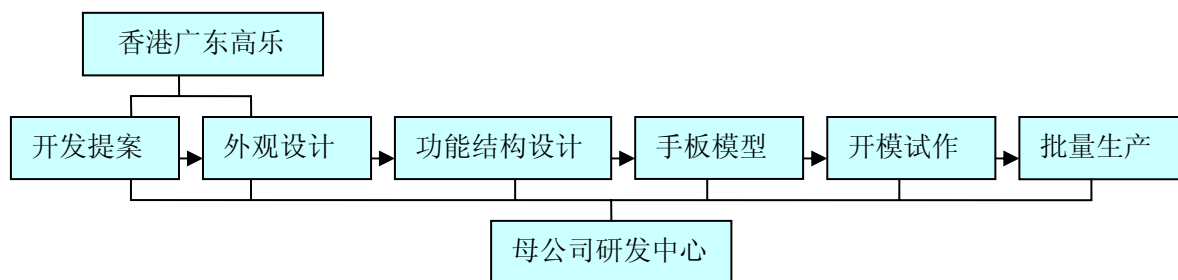 香港广东高乐
开发提案
外观设计
功能结构设计
手板模型
开模试作
批量生产
母公司研发中心